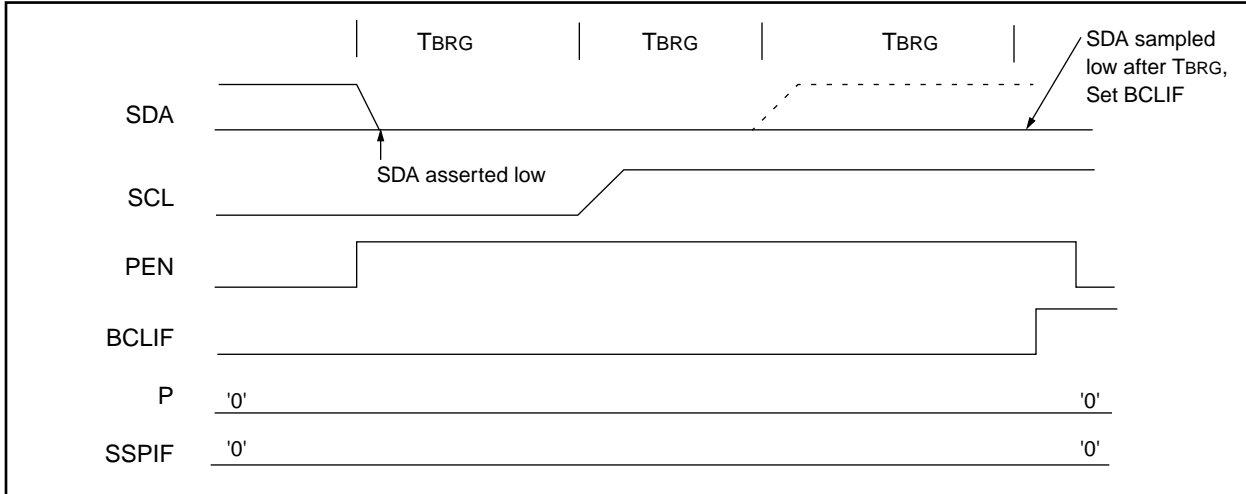 TBRG TBRG TBRG
SDA sampled
low after TBRG,
Set BCLIF
SDA
SDA asserted low
SCL
PEN
BCLIF
P '0' '0'
SSPIF '0' '0'